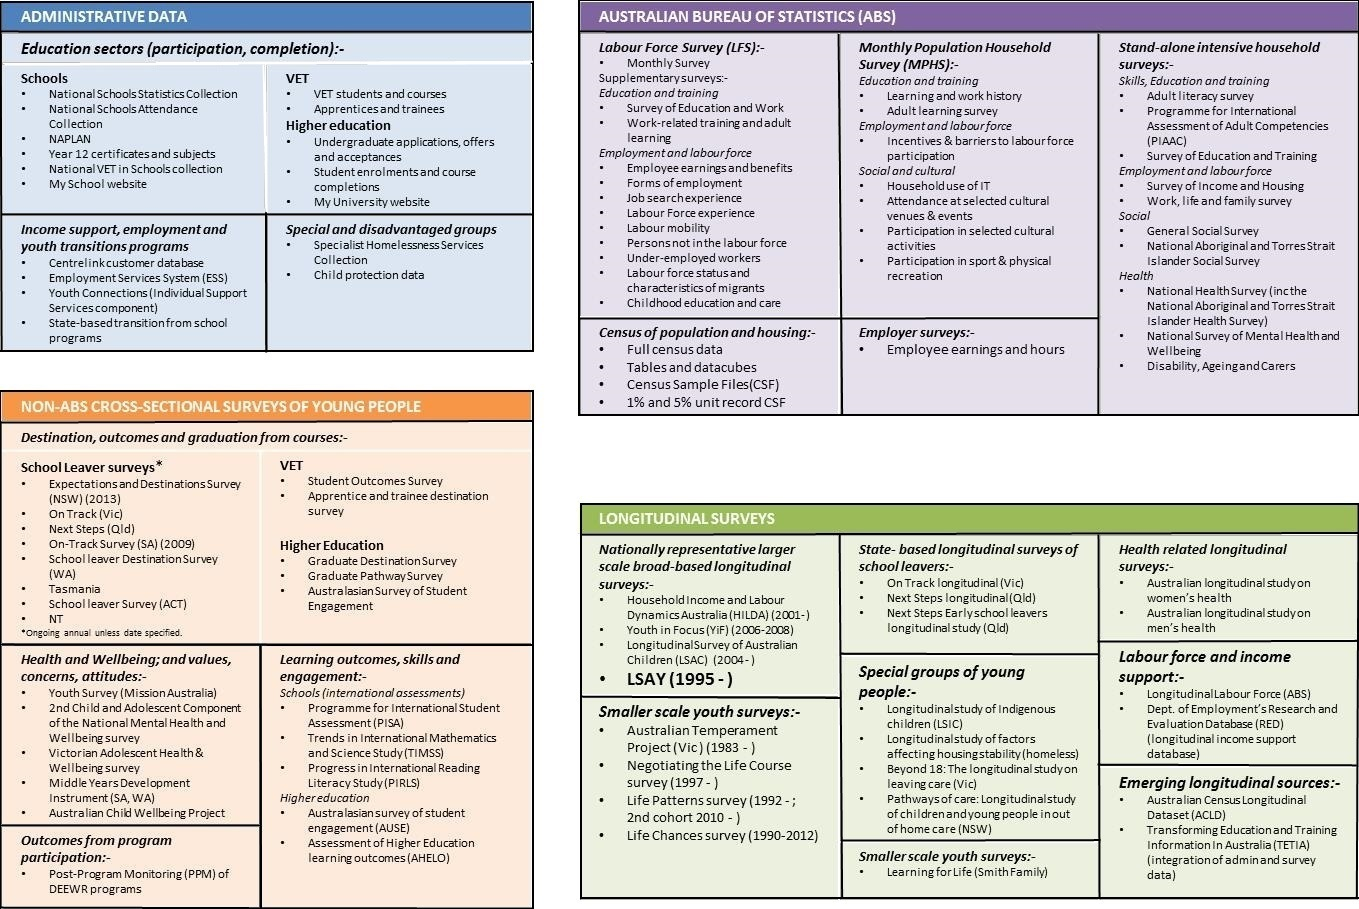 ADMINISTRATIVE DATA
Education sectors (participation, completion):-
Schools
• National Schools Statistics Collection
• National Schools Attendance
Collection
• NAPLAN
• Year 12 certificates and subjects
• National VET in Schools collection
• My School website
VET
• VET students and courses
• Apprentices and trainees
Higher education
• Undergraduate applications, offers
and acceptances
• Student enrolments and course
completions
• My University website
Income support, employment and
youth transitions programs
• Centrelink customer database
• Employment Services System (ESS)
• Youth Connections (Individual Support
Services component)
• State-based transition from school
programs
Special and disadvantaged groups
• Specialist Homelessness Services
Collection
• Child protection data
AUSTRALIAN BUREAU OF STATISTICS (ABS)
Labour Force Survey (LFS):-
• Monthly Survey
Supplementary surveys:-
Education and training
• Survey of Education and Work
• Work-related training and adult
learning
Employment and labour force
• Employee earnings and benefits
• Forms of employment
• Job search experience
• Labour Force experience
• Labour mobility
• Persons not in the labour force
• Under-employed workers
• Labour force status and
characteristics of migrants
• Childhood education and care
Census of population and housing:-
• Full census data
• Tables and datacubes
• Census Sample Files(CSF)
• 1% and 5% unit record CSF
Monthly Population Household
Survey (MPHS):-
Education and training
• Learning and work history
• Adult learning survey
Employment and labour force
• Incentives & barriers to labour force
participation
Social and cultural
• Household use of IT
• Attendance at selected cultural
venues & events
• Participation in selected cultural
activities
• Participation in sport & physical
recreation
Employer surveys:-
• Employee earnings and hours
Stand-alone intensive household
surveys:-
Skills, Education and training
• Adult literacy survey
• Programme for International
Assessment of Adult Competencies
(PIAAC)
• Survey of Education and Training
Employment and labour force
• Survey of Income and Housing
• Work, life and family survey
Social
• General Social Survey
• National Aboriginal and Torres Strait
Islander Social Survey
Health
• National Health Survey (inc the
National Aboriginal and Torres Strait
Islander Health Survey)
• National Survey of Mental Health and
Wellbeing
• Disability, Ageing and Carers
NON-ABS CROSS-SECTIONAL SURVEYS OF YOUNG PEOPLE
Destination, outcomes and graduation from courses:-
School Leaver surveys*
• Expectations and Destinations Survey
(NSW) (2013)
• On Track (Vic)
• Next Steps (Qld)
• On-Track Survey (SA) (2009)
• School leaver Destination Survey
(WA)
• Tasmania
• School leaver Survey (ACT)
• NT
*Ongoing annual unless date specified.
VET
• Student Outcomes Survey
• Apprentice and trainee destination
survey
Higher Education
• Graduate Destination Survey
• Graduate Pathway Survey
• Australasian Survey of Student
Engagement
Health and Wellbeing; and values,
concerns, attitudes:-
• Youth Survey (Mission Australia)
• 2nd Child and Adolescent Component
of the National Mental Health and
Wellbeing survey
• Victorian Adolescent Health &
Wellbeing survey
• Middle Years Development
Instrument (SA, WA)
• Australian Child Wellbeing Project
Outcomes from program
participation:-
• Post-Program Monitoring (PPM) of
DEEWR programs
Learning outcomes, skills and
engagement:-
Schools (international assessments)
• Programme for International Student
Assessment (PISA)
• Trends in International Mathematics
and Science Study (TIMSS)
• Progress in International Reading
Literacy Study (PIRLS)
Higher education
• Australasian survey of student
engagement (AUSE)
• Assessment of Higher Education
learning outcomes (AHELO)
LONGITUDINAL SURVEYS
Nationally representative larger
scale broad-based longitudinal
surveys:-
• Household Income and Labour
Dynamics Australia (HILDA) (2001-)
• Youth in Focus (YiF) (2006-2008)
• Longitudinal Survey of Australian
Children (LSAC) (2004- )
• LSAY (1995 - )
Smaller scale youth surveys:-
• Australian Temperament
Project (Vic) (1983 - )
• Negotiating the Life Course
survey (1997 - )
• Life Patterns survey (1992 - ;
2nd cohort 2010 - )
• Life Chances survey (1990-2012)
State- based longitudinal surveys of
school leavers:-
• On Track longitudinal (Vic)
• Next Steps longitudinal (Qld)
• Next Steps Early school leavers
longitudinal study (Qld)
Special groups of young
people:-
• Longitudinal study of Indigenous
children (LSIC)
• Longitudinal study of factors
affecting housing stability (homeless)
• Beyond 18: The longitudinal study on
leaving care (Vic)
• Pathways of care: Longitudinal study
of children and young people in out
of home care (NSW)
Smaller scale youth surveys:-
• Learning for Life (Smith Family)
Health related longitudinal
surveys:-
• Australian longitudinal study on
women's health
• Australian longitudinal study on
men's health
Labour force and income
support:-
• Longitudinal Labour Force (ABS)
• Dept. of Employment's Research and
Evaluation Database (RED)
(longitudinal income support
database)
Emerging longitudinal sources:-
• Australian Census Longitudinal
Dataset (ACLD)
• Transforming Education and Training
Information In Australia (TETIA)
(integration of admin and survey
data)